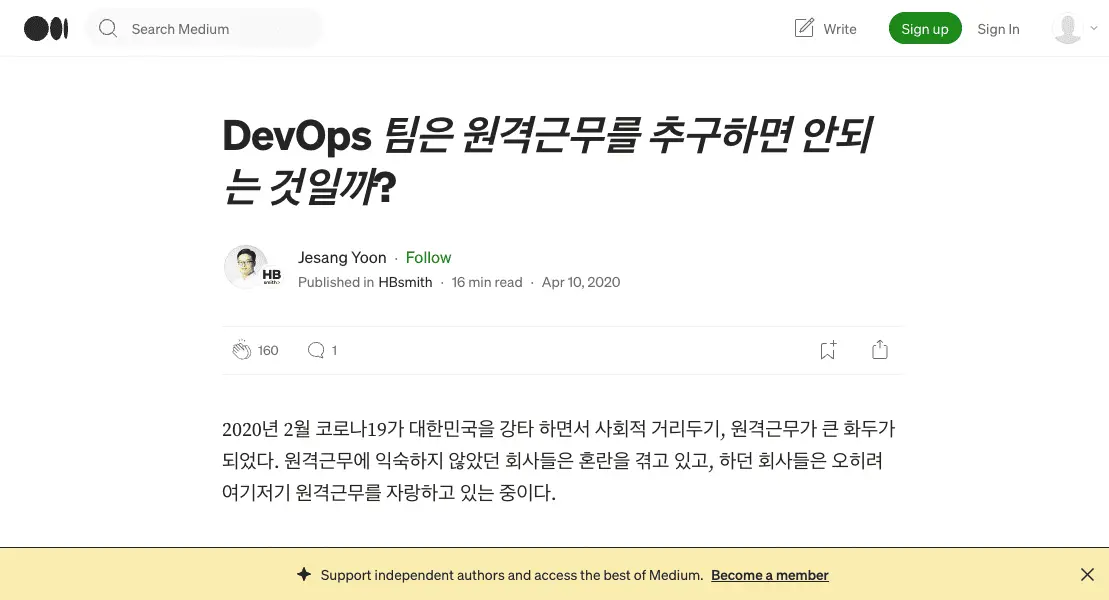 Search Medium
Write
Sign up
Sign In
DevOps 팀은 원격근무를 추구하면 안되
는 것일까?
Jesang Yoon · Follow
HB
smith>
Published in HBsmith · 16 min read · Apr 10, 2020
160
1
2020년 2월 코로나19가 대한민국을 강타 하면서 사회적 거리두기, 원격근무가 큰 화두가
되었다. 원격근무에 익숙하지 않았던 회사들은 혼란을 겪고 있고, 하던 회사들은 오히려
여기저기 원격근무를 자랑하고 있는 중이다.
Support independent authors and access the best of Medium. Become a member